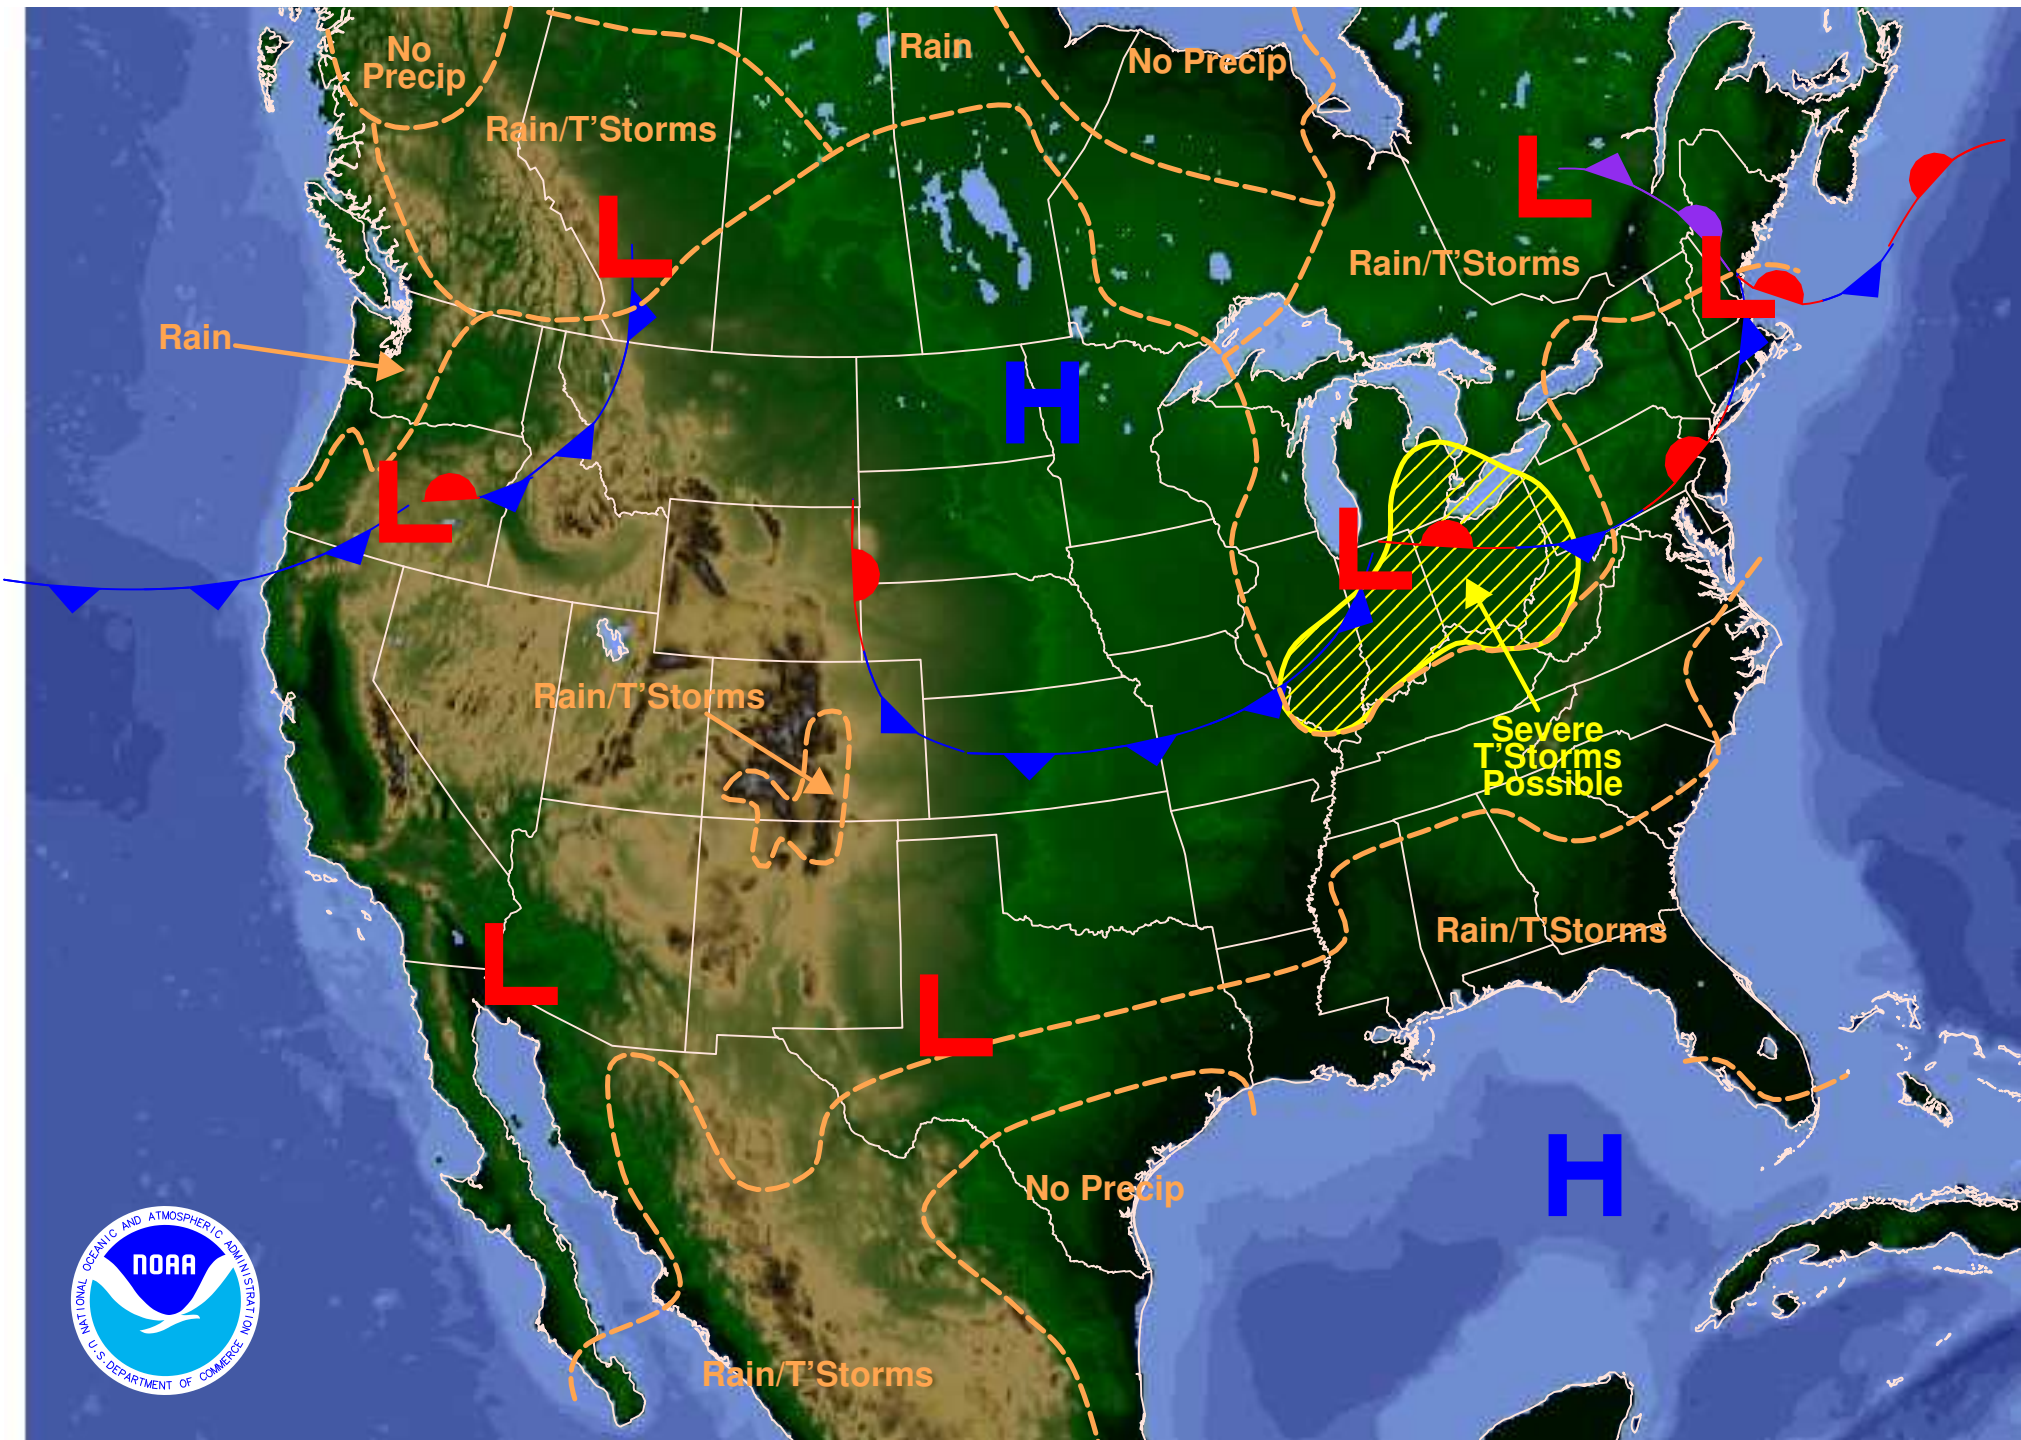 No
Precip
Rain
No Precip
Rain/T'Storms
L
L
L
Rain/T'Storms
Rain
H
L
L
Rain/T'Storms
Severe
T'Storms
Possible
L
Rain/T'Storms
L
H
No Precip
Rain/T'Storms
NATIONAL OCEANIC AND ATMOSPHERIC ADMINISTRATION
NOAA
U.S. DEPARTMENT OF COMMERCE